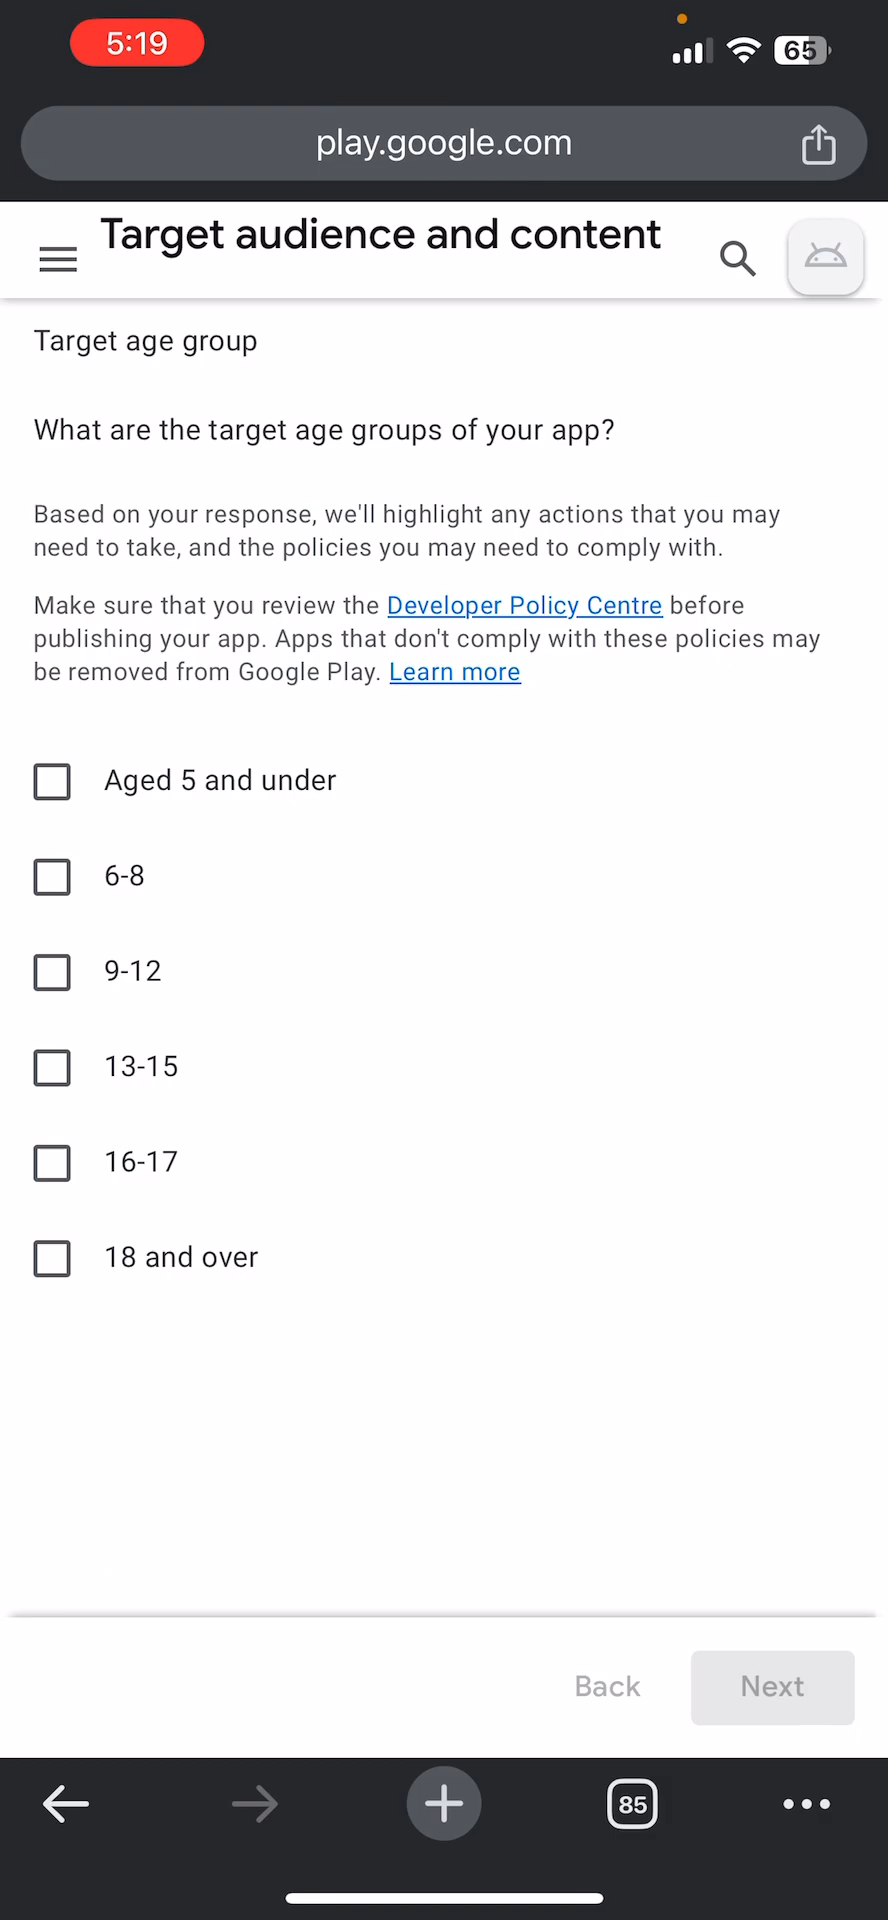 5:19
65
play.google.com
Target audience and content
Target age group
What are the target age groups of your app?
Based on your response, we'll highlight any actions that you may
need to take, and the policies you may need to comply with.
Make sure that you review the Developer Policy Centre before
publishing your app. Apps that don't comply with these policies may
be removed from Google Play. Learn more
Aged 5 and under
6-8
9-12
13-15
16-17
18 and over
Back
Next
85